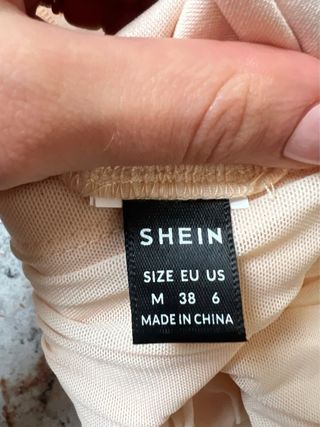 SHEIN
SIZE EU US
M 38 6
MADE IN CHINA